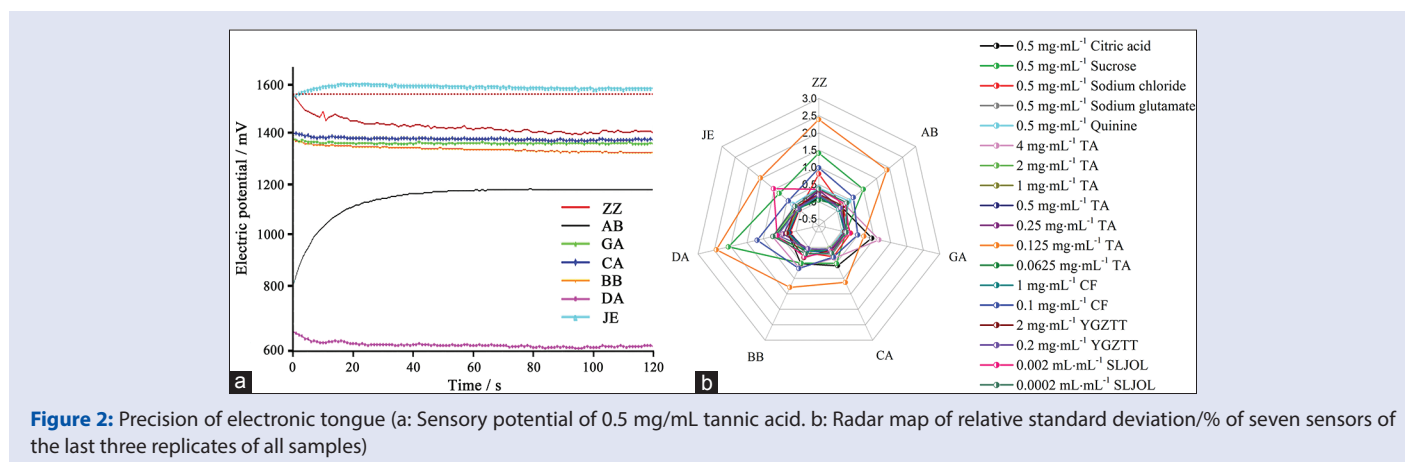 Electric potential / mV
1600
1400
1200
1000
800
600
0
20
40
60
80
100
120
Time / s
ZZ
AB
GA
CA
BB
DA
JE
a
ZZ
AB
GA
CA
BB
DA
JE
3.0
2.5
2.0
1.5
1.0
0.5
0.0
-0.5
b
0.5 mg·mL⁻¹ Citric acid
0.5 mg·mL⁻¹ Sucrose
0.5 mg·mL⁻¹ Sodium chloride
0.5 mg·mL⁻¹ Sodium glutamate
0.5 mg·mL⁻¹ Quinine
4 mg·mL⁻¹ TA
2 mg·mL⁻¹ TA
1 mg·mL⁻¹ TA
0.5 mg·mL⁻¹ TA
0.25 mg·mL⁻¹ TA
0.125 mg·mL⁻¹ TA
0.0625 mg·mL⁻¹ TA
1 mg·mL⁻¹ CF
0.1 mg·mL⁻¹ CF
2 mg·mL⁻¹ YGZTT
0.2 mg·mL⁻¹ YGZTT
0.002 mL·mL⁻¹ SLJOL
0.0002 mL·mL⁻¹ SLJOL
Figure 2: Precision of electronic tongue (a: Sensory potential of 0.5 mg/mL tannic acid. b: Radar map of relative standard deviation/% of seven sensors of
the last three replicates of all samples)